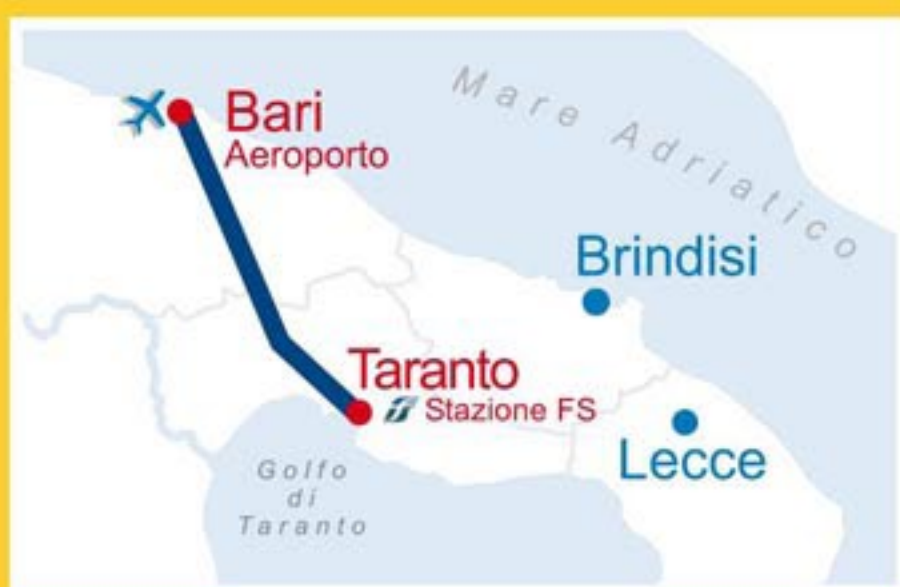 Mare Adriatico
Bari
Aeroporto
Brindisi
Taranto
Stazione FS
Lecce
Golfo
di
Taranto